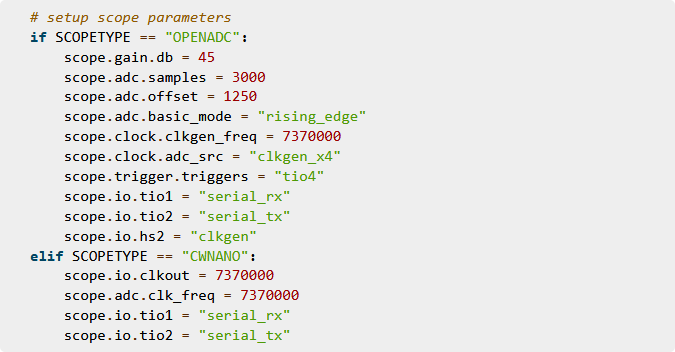 # setup scope parameters
if SCOPETYPE == "OPENADC":
    scope.gain.db = 45
    scope.adc.samples = 3000
    scope.adc.offset = 1250
    scope.adc.basic_mode = "rising_edge"
    scope.clock.clkgen_freq = 7370000
    scope.clock.adc_src = "clkgen_x4"
    scope.trigger.triggers = "tio4"
    scope.io.tio1 = "serial_rx"
    scope.io.tio2 = "serial_tx"
    scope.io.hs2 = "clkgen"
elif SCOPETYPE == "CWNANO":
    scope.io.clkout = 7370000
    scope.adc.clk_freq = 7370000
    scope.io.tio1 = "serial_rx"
    scope.io.tio2 = "serial_tx"